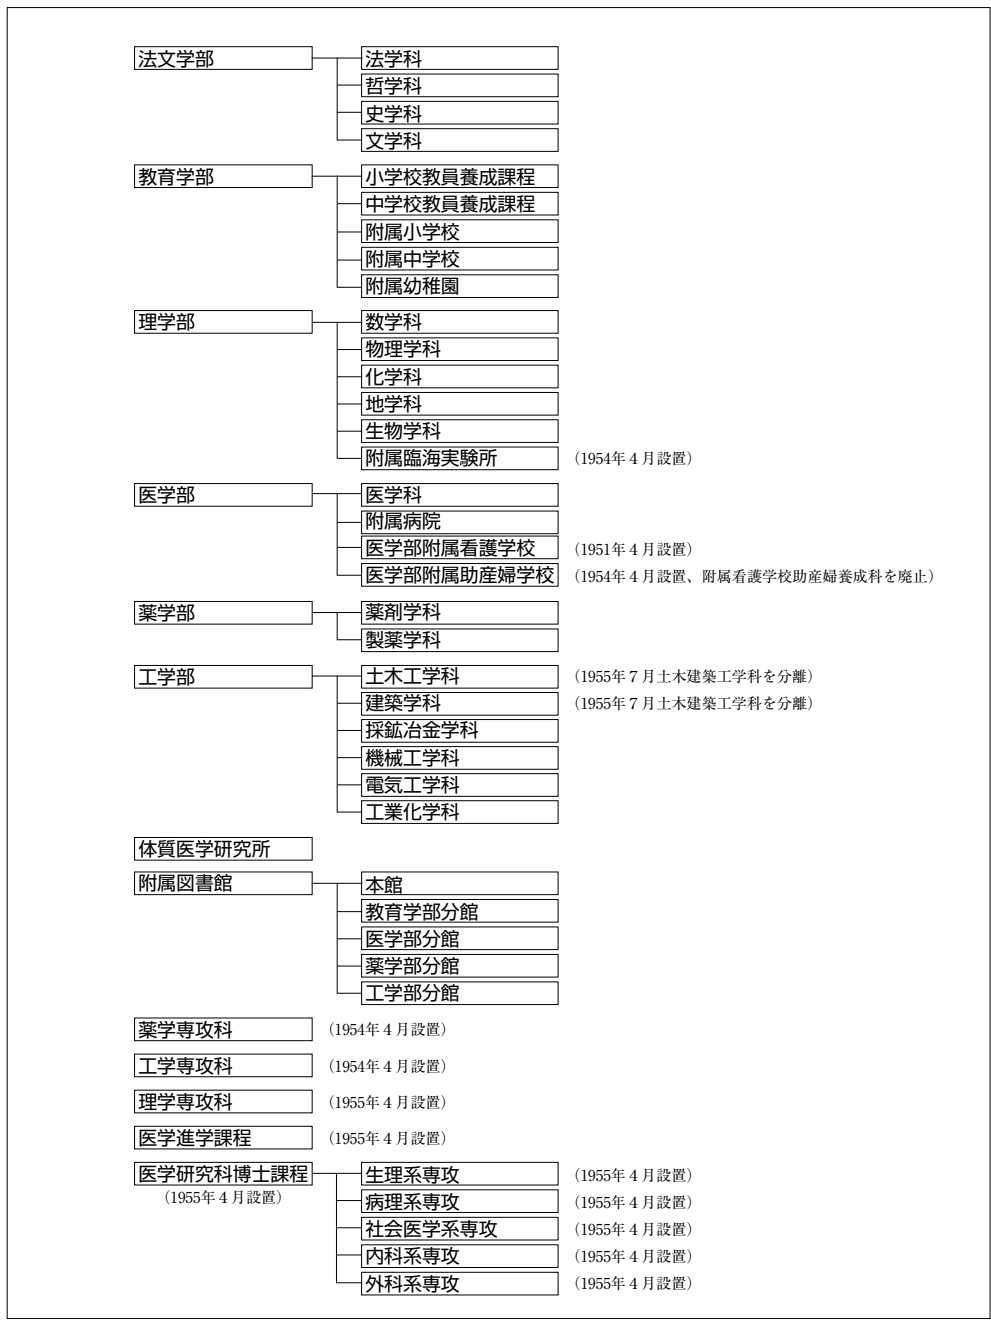 法文学部
法学科
哲学科
史学科
文学科
教育学部
小学校教員養成課程
中学校教員養成課程
附属小学校
附属中学校
附属幼稚園
理学部
数学科
物理学科
化学科
地学科
生物学科
附属臨海実験所 （1954年４月設置）
医学部
医学科
附属病院
医学部附属看護学校 （1951年４月設置）
医学部附属助産婦学校 （1954年４月設置、附属看護学校助産婦養成科を廃止）
薬学部
薬剤学科
製薬学科
工学部
土木工学科 （1955年７月土木建築工学科を分離）
建築学科 （1955年７月土木建築工学科を分離）
採鉱冶金学科
機械工学科
電気工学科
工業化学科
体質医学研究所
附属図書館
本館
教育学部分館
医学部分館
薬学部分館
工学部分館
薬学専攻科 （1954年４月設置）
工学専攻科 （1954年４月設置）
理学専攻科 （1955年４月設置）
医学進学課程 （1955年４月設置）
医学研究科博士課程
（1955年４月設置）
生理系専攻 （1955年４月設置）
病理系専攻 （1955年４月設置）
社会医学系専攻 （1955年４月設置）
内科系専攻 （1955年４月設置）
外科系専攻 （1955年４月設置）